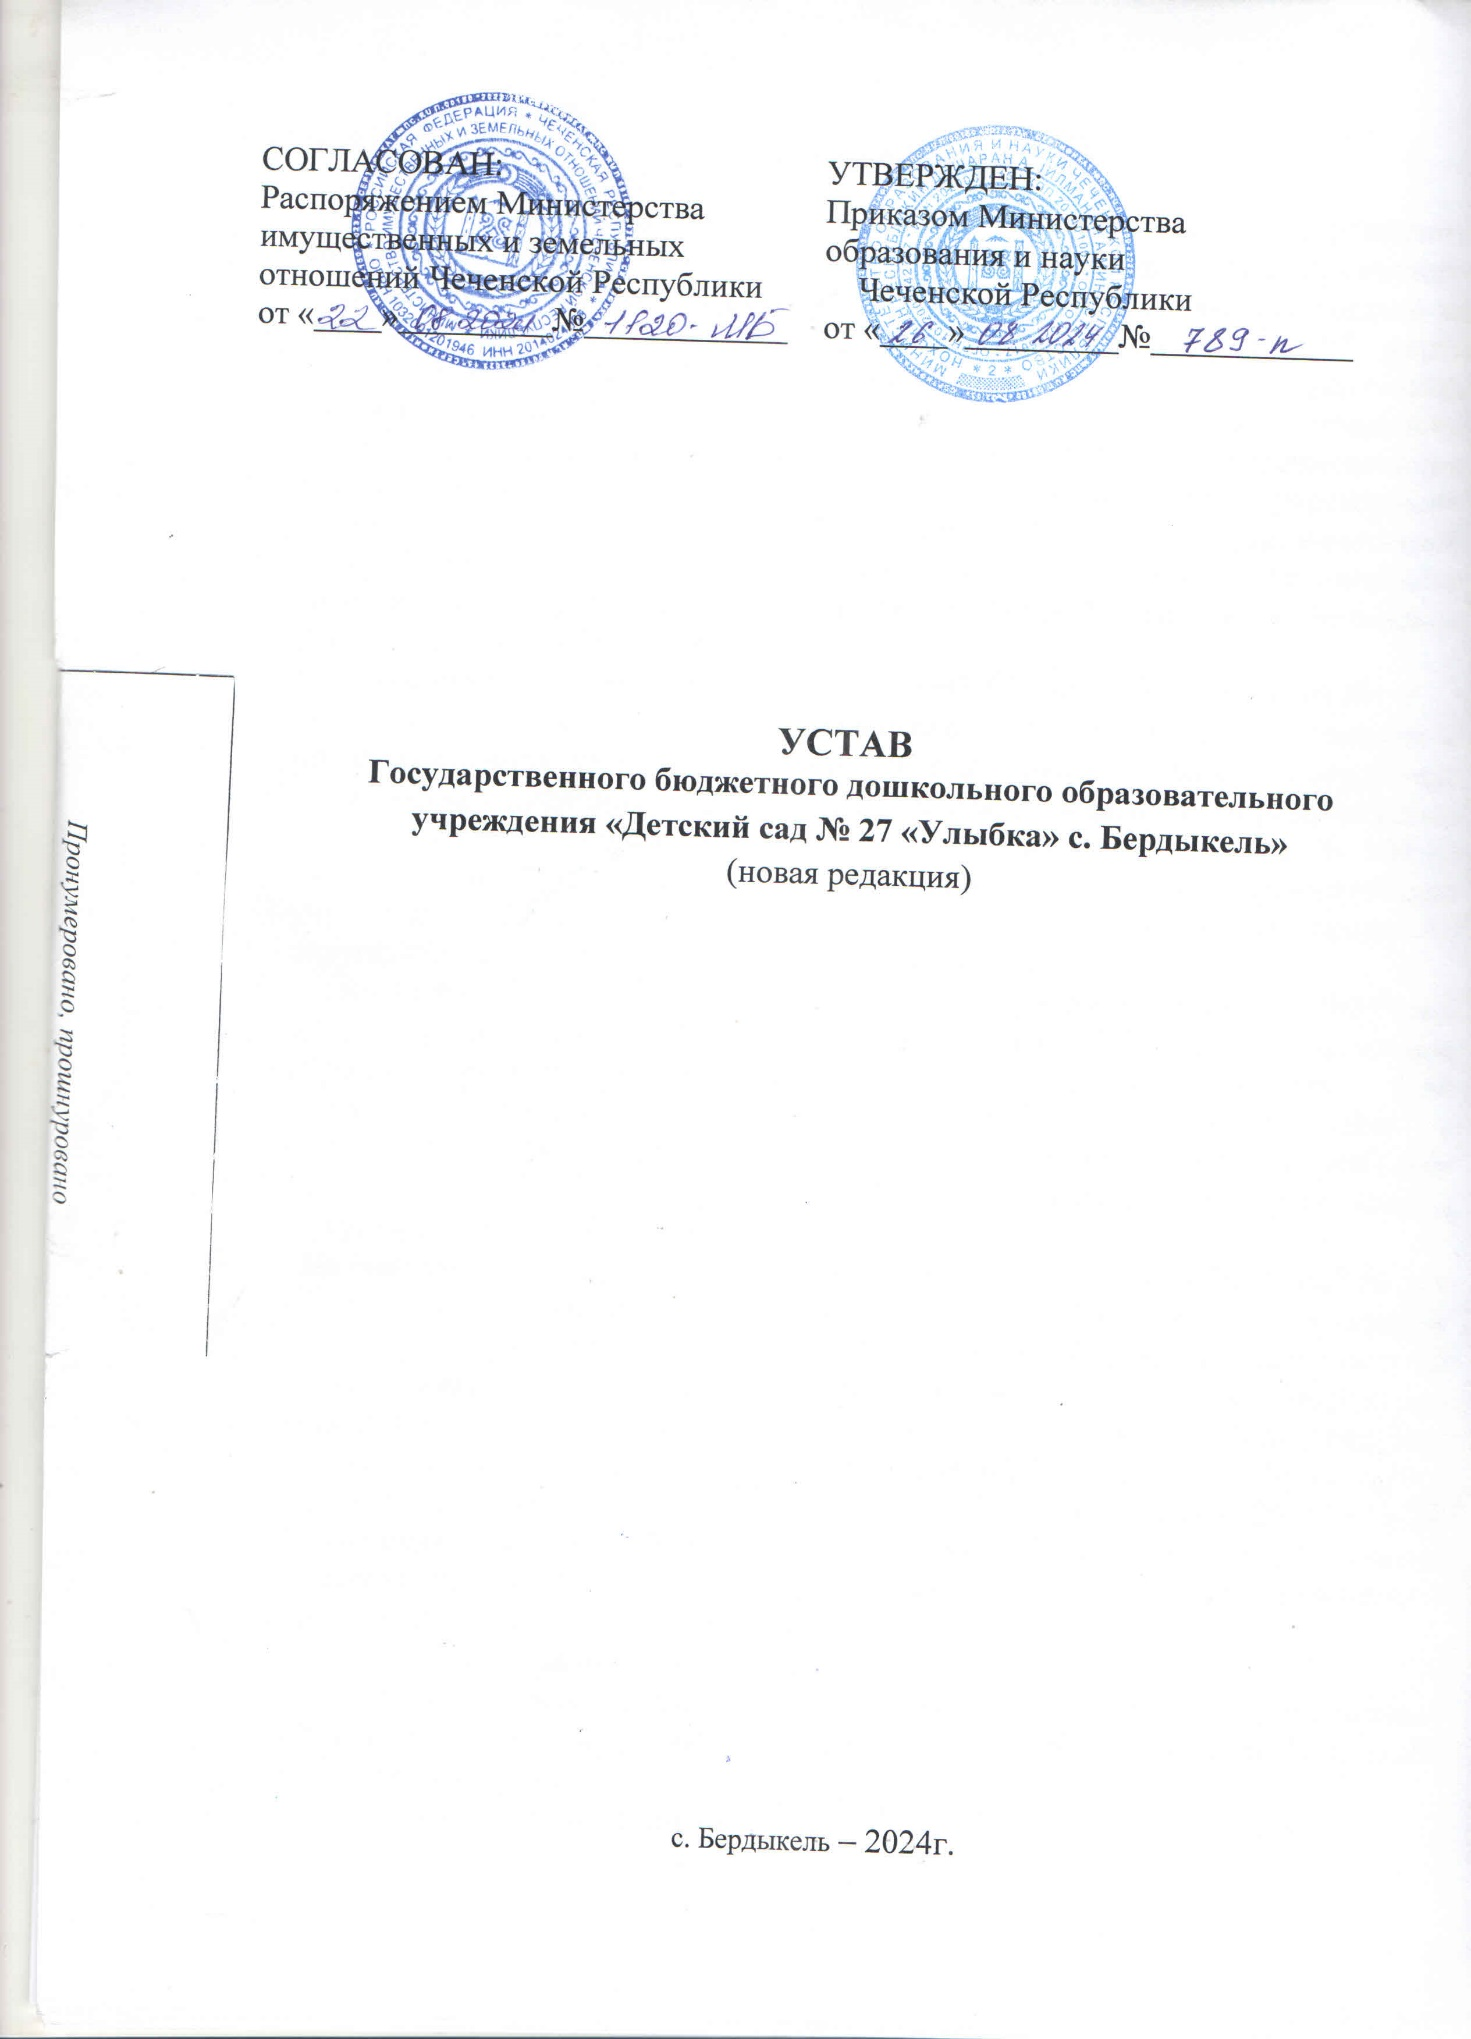 СОГЛАСОВАН:
Распоряжением Министерства
имущественных и земельных
отношений Чеченской Республики
от «22» 08 2024 № 1120-МБ
УТВЕРЖДЕН:
Приказом Министерства
образования и науки
Чеченской Республики
от «26» 08 2024 № 789-п
УСТАВ
Государственного бюджетного дошкольного образовательного
учреждения «Детский сад № 27 «Улыбка» с. Бердыкель»
(новая редакция)
Пронумеровано, прошнуровано
с. Бердыкель – 2024г.